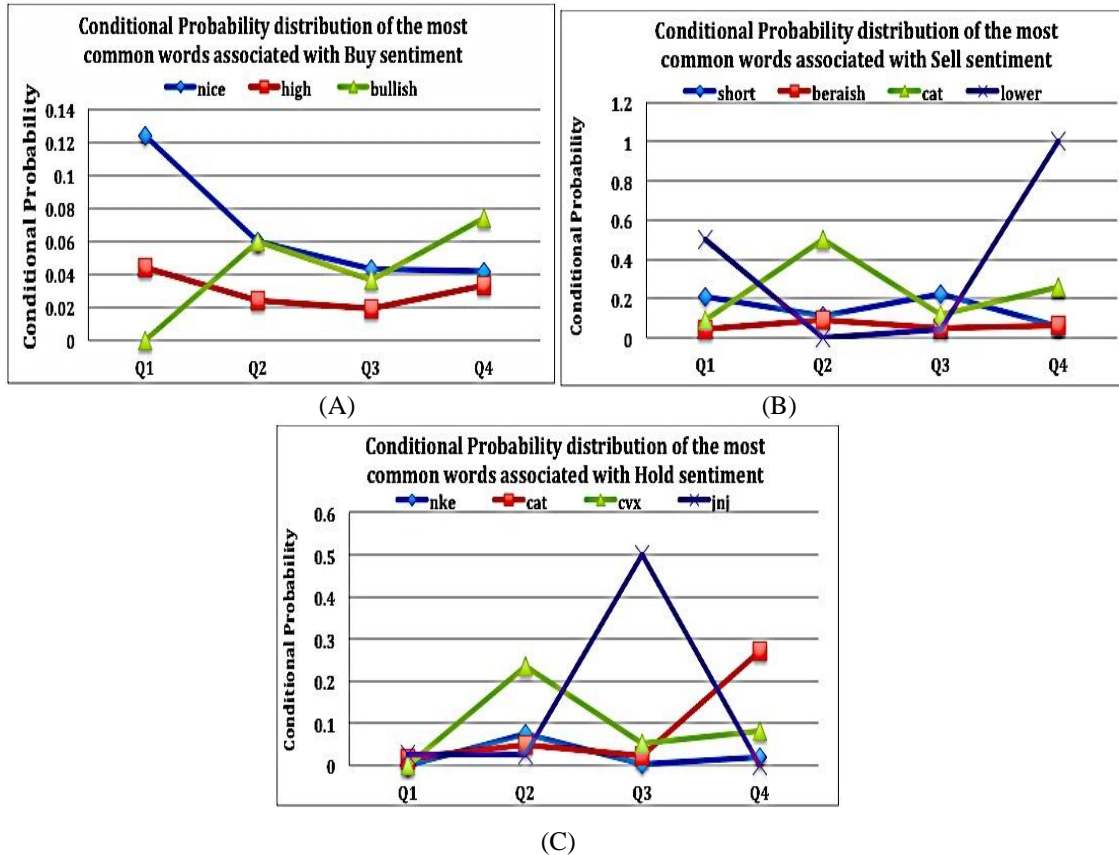 Conditional Probability distribution of the most
common words associated with Buy sentiment
nice high bullish
Conditional Probability
0.14
0.12
0.1
0.08
0.06
0.04
0.02
0
Q1 Q2 Q3 Q4
(A)
Conditional Probability distribution of the most
common words associated with Sell sentiment
short beraish cat lower
Conditional Probability
1.2
1
0.8
0.6
0.4
0.2
0
Q1 Q2 Q3 Q4
(B)
Conditional Probability distribution of the most
common words associated with Hold sentiment
nke cat cvx jnj
Conditional Probability
0.6
0.5
0.4
0.3
0.2
0.1
0
Q1 Q2 Q3 Q4
(C)